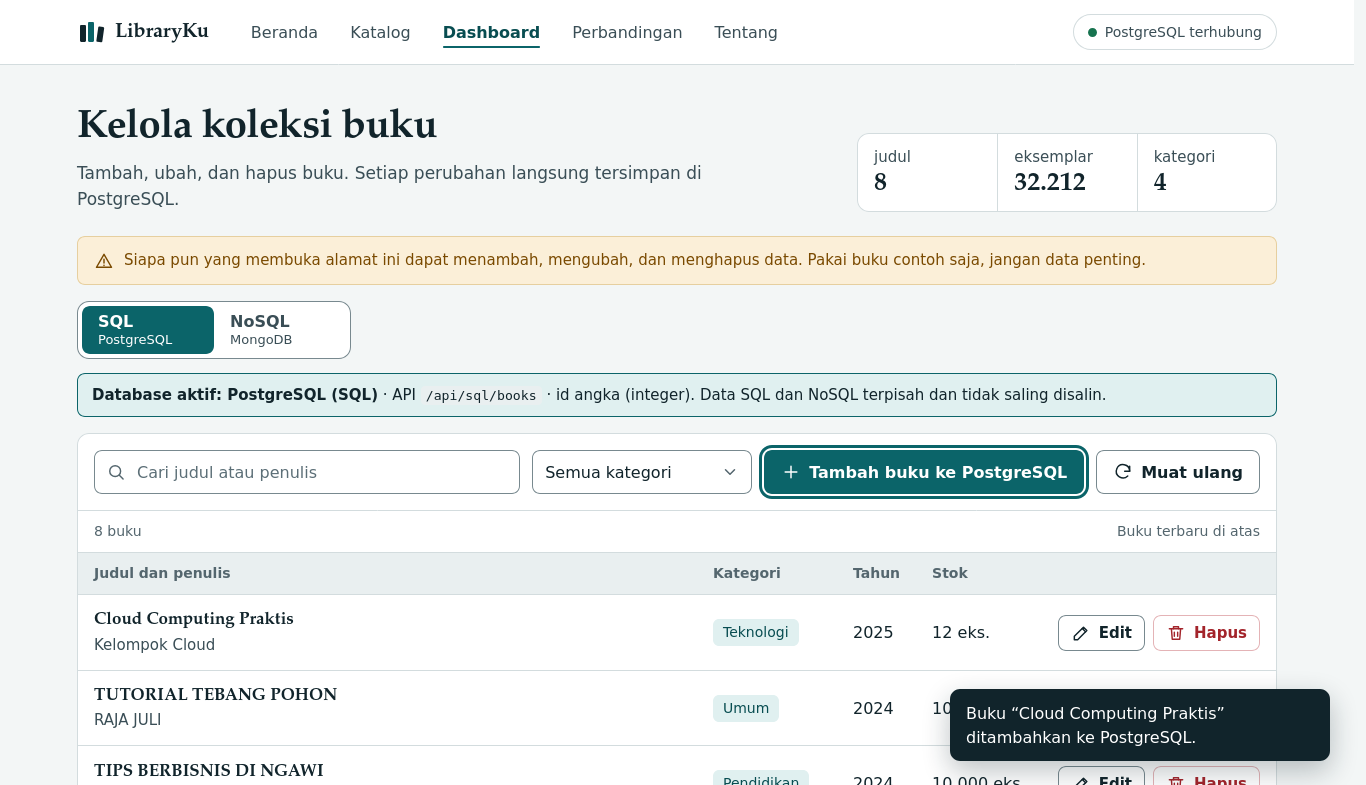 LibraryKu
Beranda
Katalog
Dashboard
Perbandingan
Tentang
PostgreSQL terhubung
Kelola koleksi buku
Tambah, ubah, dan hapus buku. Setiap perubahan langsung tersimpan di
PostgreSQL.
judul
8
eksemplar
32.212
kategori
4
Siapa pun yang membuka alamat ini dapat menambah, mengubah, dan menghapus data. Pakai buku contoh saja, jangan data penting.
SQL
PostgreSQL
NoSQL
MongoDB
Database aktif: PostgreSQL (SQL) · API /api/sql/books · id angka (integer). Data SQL dan NoSQL terpisah dan tidak saling disalin.
Cari judul atau penulis
Semua kategori
Tambah buku ke PostgreSQL
Muat ulang
8 buku
Buku terbaru di atas
Judul dan penulis
Kategori
Tahun
Stok
Cloud Computing Praktis
Kelompok Cloud
Teknologi
2025
12 eks.
Edit
Hapus
TUTORIAL TEBANG POHON
RAJA JULI
Umum
2024
10
Buku “Cloud Computing Praktis”
ditambahkan ke PostgreSQL.
TIPS BERBISNIS DI NGAWI
Pendidikan
2024
10.000 eks.
Edit
Hapus